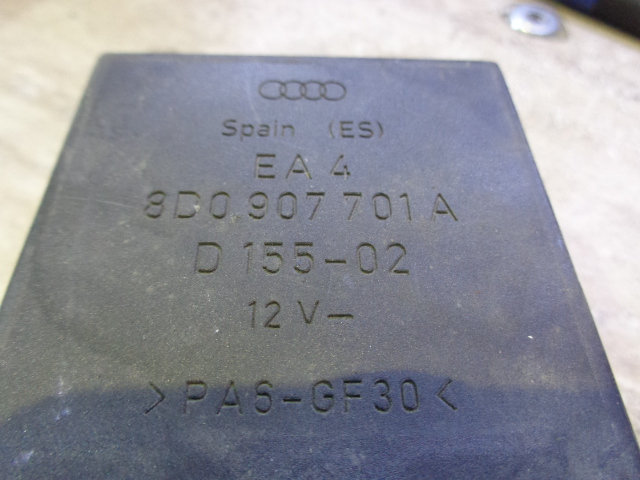 Spain (ES)
EA 4
8D0 907 701 A
D 155-02
12 V-
>PA6-GF30<